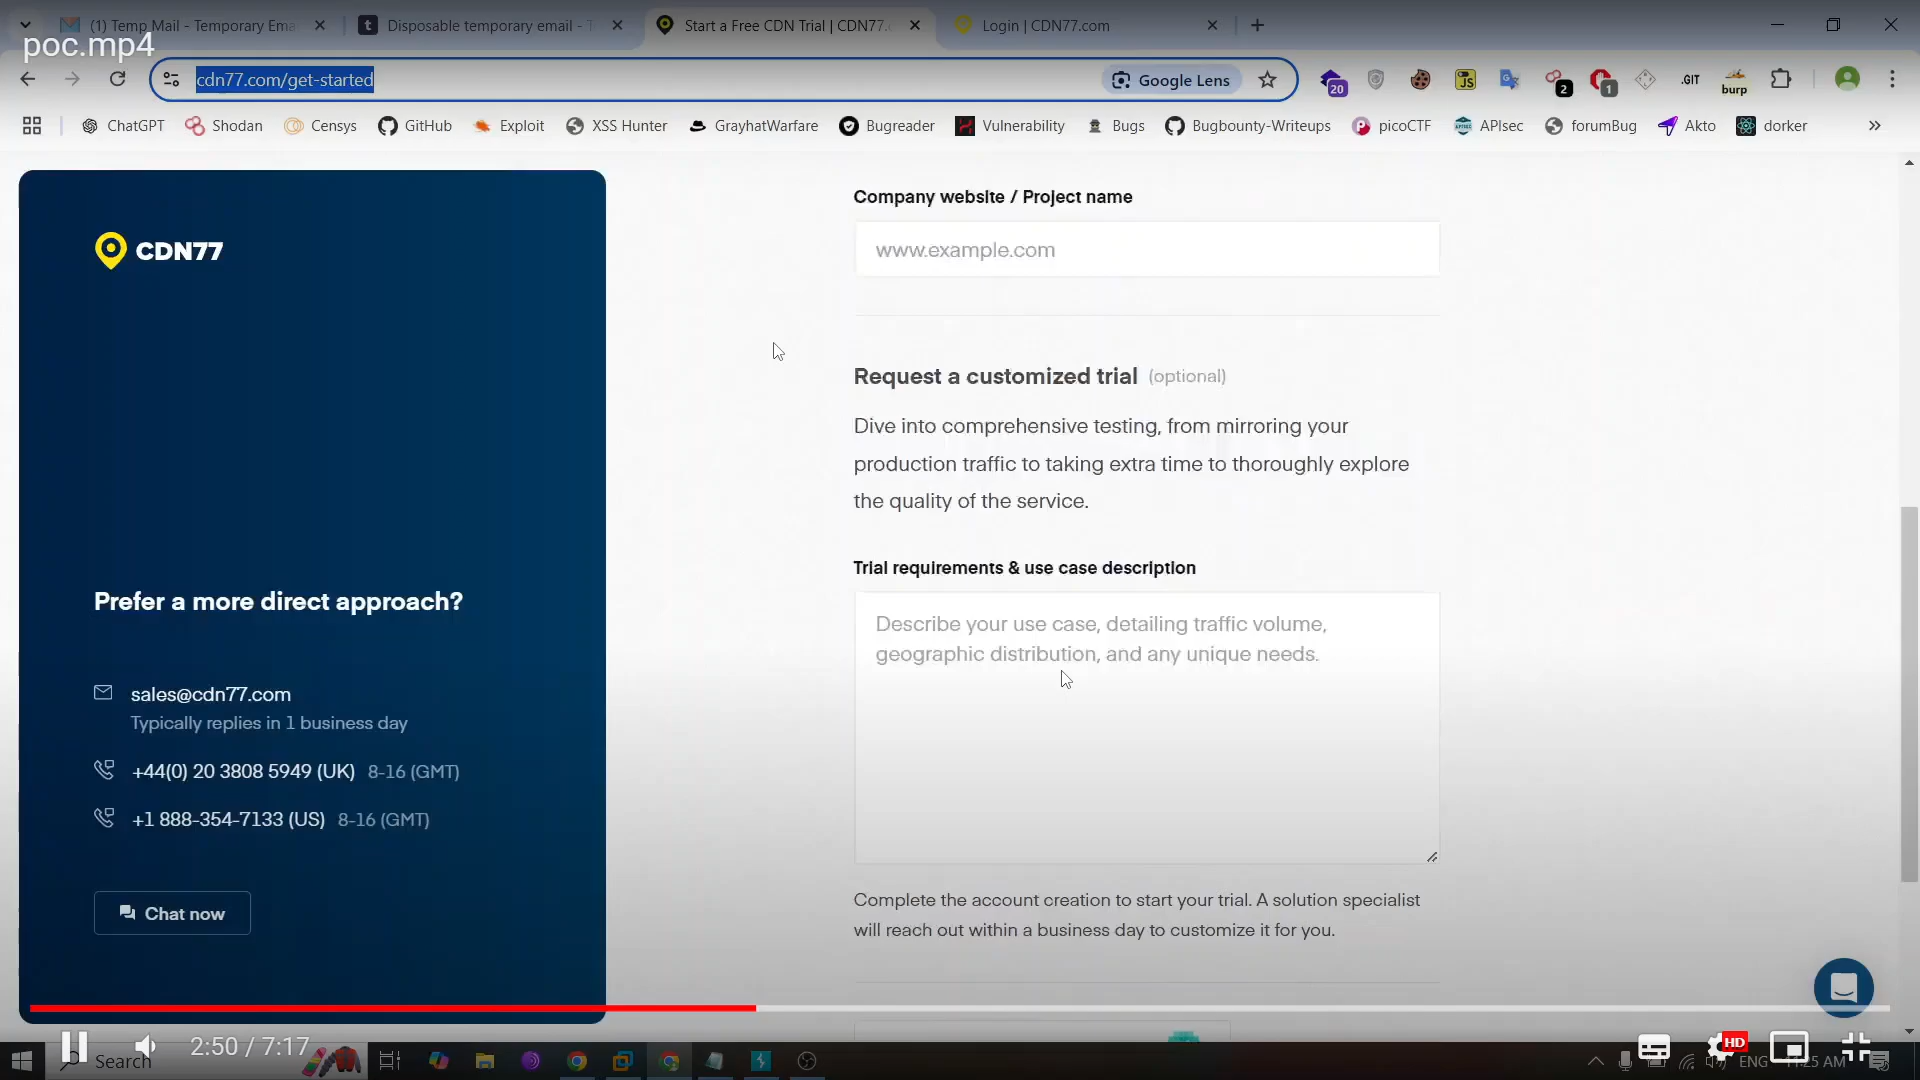 (1) Temp Mail - Temporary Ema
Disposable temporary email - T
Start a Free CDN Trial | CDN77.c
Login | CDN77.com
poc.mp4
cdn77.com/get-started
Google Lens
20
JS
2
1
.GIT
burp
ChatGPT
Shodan
Censys
GitHub
Exploit
XSS Hunter
GrayhatWarfare
Bugreader
Vulnerability
Bugs
Bugbounty-Writeups
picoCTF
APIsec
forumBug
Akto
dorker
CDN77
Prefer a more direct approach?
sales@cdn77.com
Typically replies in 1 business day
+44(0) 20 3808 5949 (UK) 8-16 (GMT)
+1 888-354-7133 (US) 8-16 (GMT)
Chat now
Company website / Project name
www.example.com
Request a customized trial (optional)
Dive into comprehensive testing, from mirroring your
production traffic to taking extra time to thoroughly explore
the quality of the service.
Trial requirements & use case description
Describe your use case, detailing traffic volume,
geographic distribution, and any unique needs.
Complete the account creation to start your trial. A solution specialist
will reach out within a business day to customize it for you.
2:50 / 7:17
HD
Search
ENG